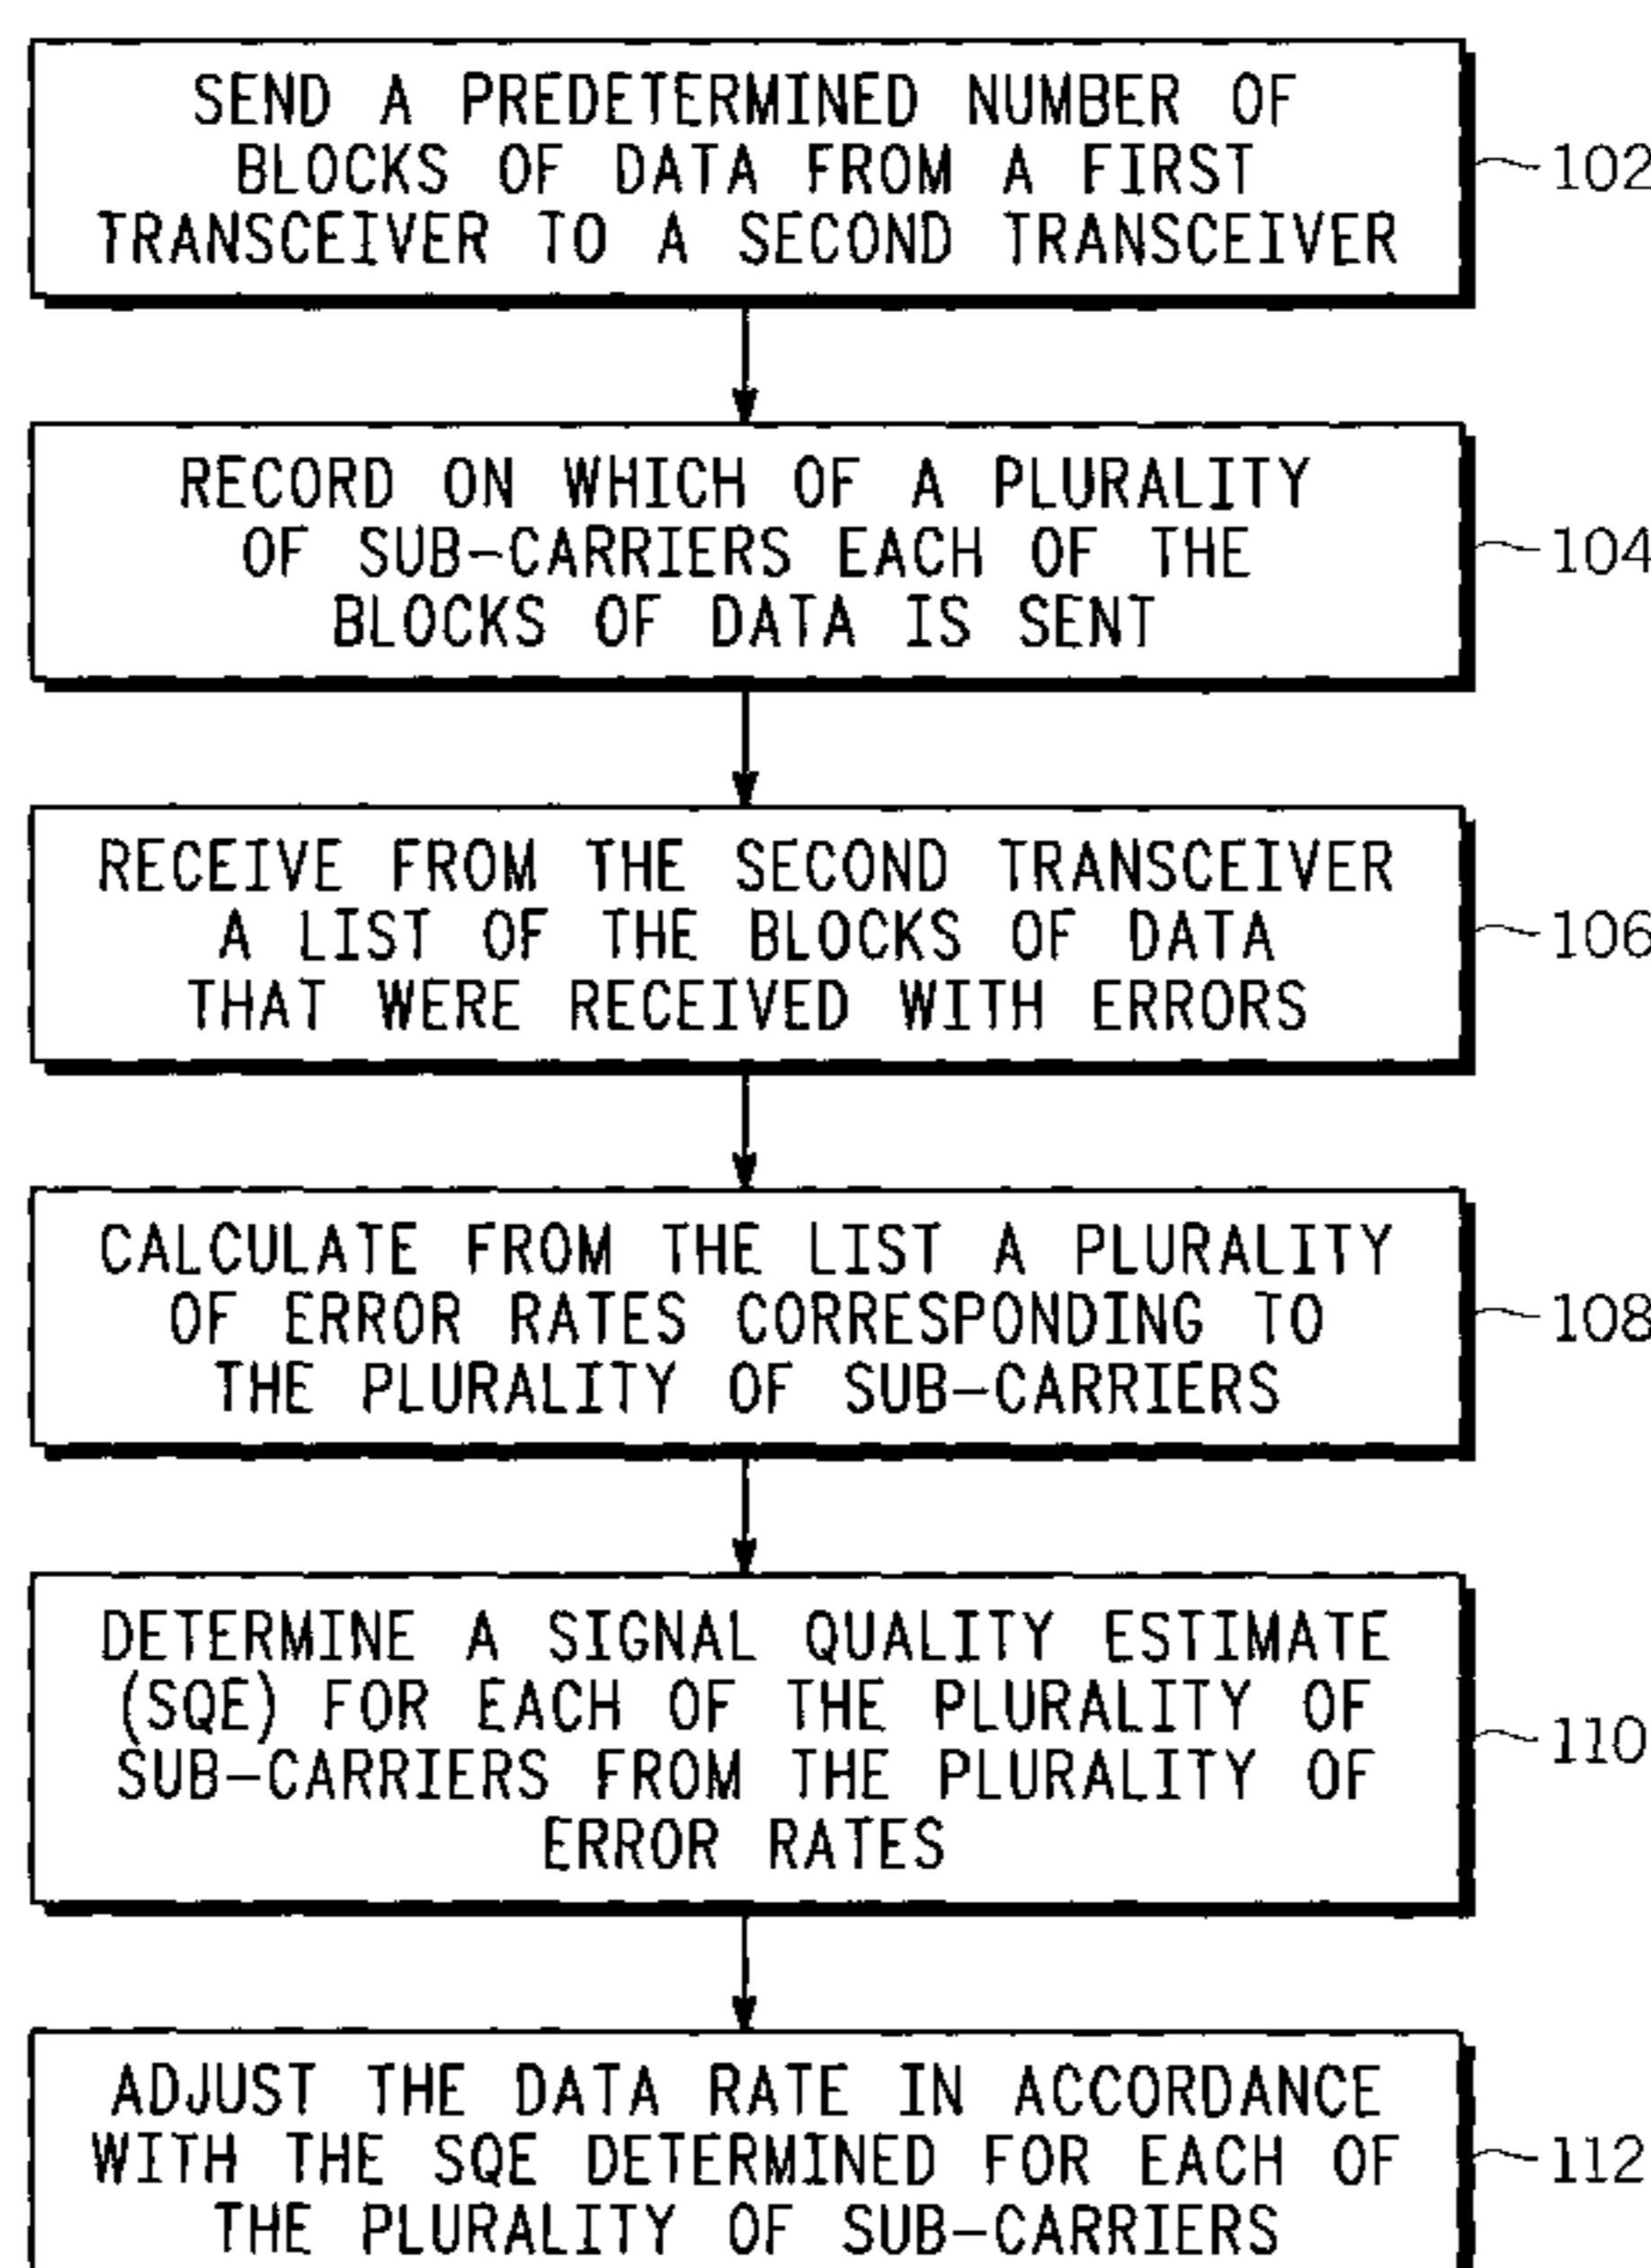 SEND A PREDETERMINED NUMBER OF
BLOCKS OF DATA FROM A FIRST
TRANSCEIVER TO A SECOND TRANSCEIVER
102
RECORD ON WHICH OF A PLURALITY
OF SUB-CARRIERS EACH OF THE
BLOCKS OF DATA IS SENT
104
RECEIVE FROM THE SECOND TRANSCEIVER
A LIST OF THE BLOCKS OF DATA
THAT WERE RECEIVED WITH ERRORS
106
CALCULATE FROM THE LIST A PLURALITY
OF ERROR RATES CORRESPONDING TO
THE PLURALITY OF SUB-CARRIERS
108
DETERMINE A SIGNAL QUALITY ESTIMATE
(SQE) FOR EACH OF THE PLURALITY OF
SUB-CARRIERS FROM THE PLURALITY OF
ERROR RATES
110
ADJUST THE DATA RATE IN ACCORDANCE
WITH THE SQE DETERMINED FOR EACH OF
THE PLURALITY OF SUB-CARRIERS
112